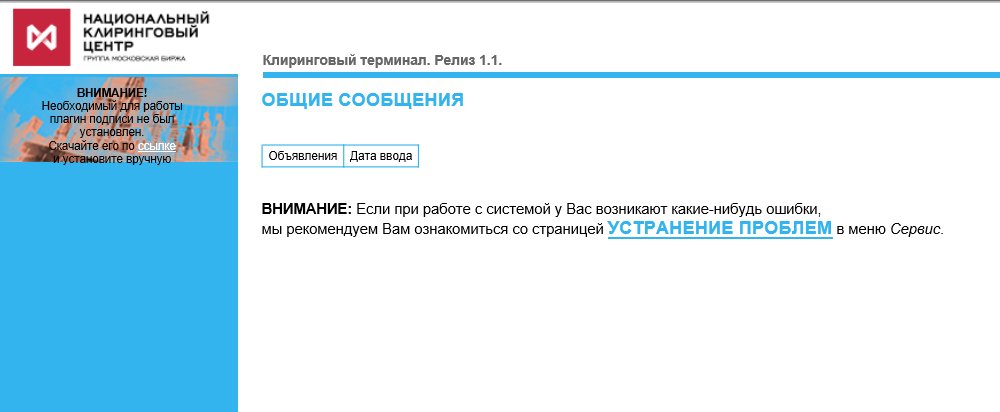 НАЦИОНАЛЬНЫЙ
КЛИРИНГОВЫЙ
ЦЕНТР
ГРУППА МОСКОВСКАЯ БИРЖА
Клиринговый терминал. Релиз 1.1.
ВНИМАНИЕ!
Необходимый для работы
плагин подписи не был
установлен.
Скачайте его по ссылке
и установите вручную
ОБЩИЕ СООБЩЕНИЯ
Объявления Дата ввода
ВНИМАНИЕ: Если при работе с системой у Вас возникают какие-нибудь ошибки,
мы рекомендуем Вам ознакомиться со страницей УСТРАНЕНИЕ ПРОБЛЕМ в меню Сервис.